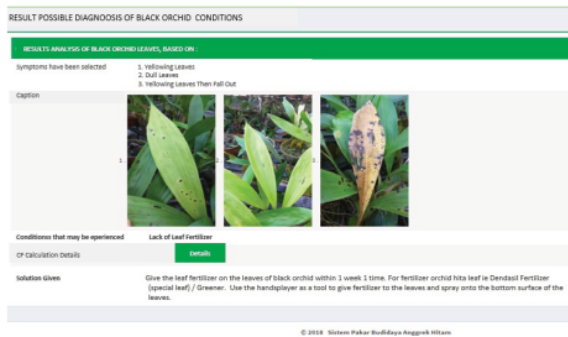 RESULT POSSIBLE DIAGNOOSIS OF BLACK ORCHID CONDITIONS
RESULTS ANALYSIS OF BLACK ORCHID LEAVES, BASED ON :
Symptoms have been selected
1. Yellowing Leaves
2. Dull Leaves
3. Yellowing Leaves Then Fall Out
Caption
1.
2.
3.
Conditionss that may be eperienced Lack of Leaf Fertilizer
CF Calculation Details Details
Solution Given Give the leaf fertilizer on the leaves of black orchid within 1 week 1 time. For fertilizer orchid hita leaf ie Dendasil Fertilizer
(special leaf) / Greener. Use the handsplayer as a tool to give fertilizer to the leaves and spray onto the bottom surface of the
leaves.
© 2018 Sistem Pakar Budidaya Anggrek Hitam